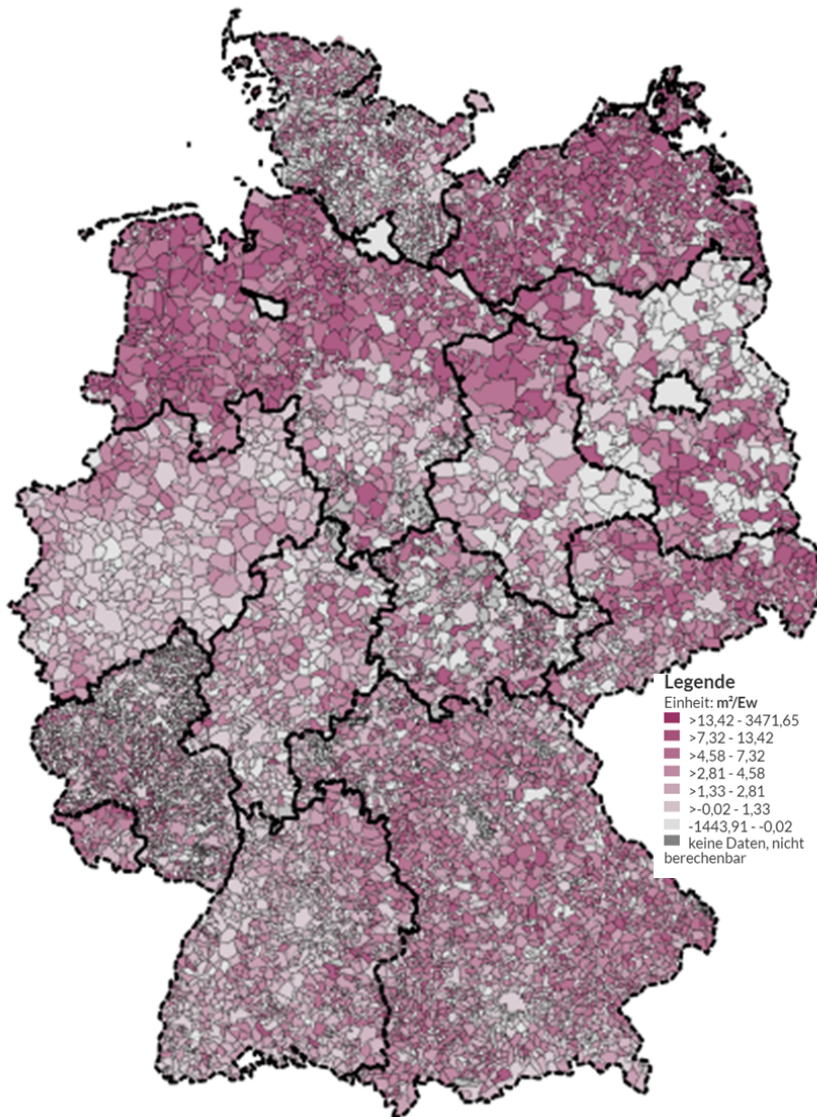 Legende
Einheit: m²/Ew
>13,42 - 3471,65
>7,32 - 13,42
>4,58 - 7,32
>2,81 - 4,58
>1,33 - 2,81
>-0,02 - 1,33
-1443,91 - -0,02
keine Daten, nicht
berechenbar